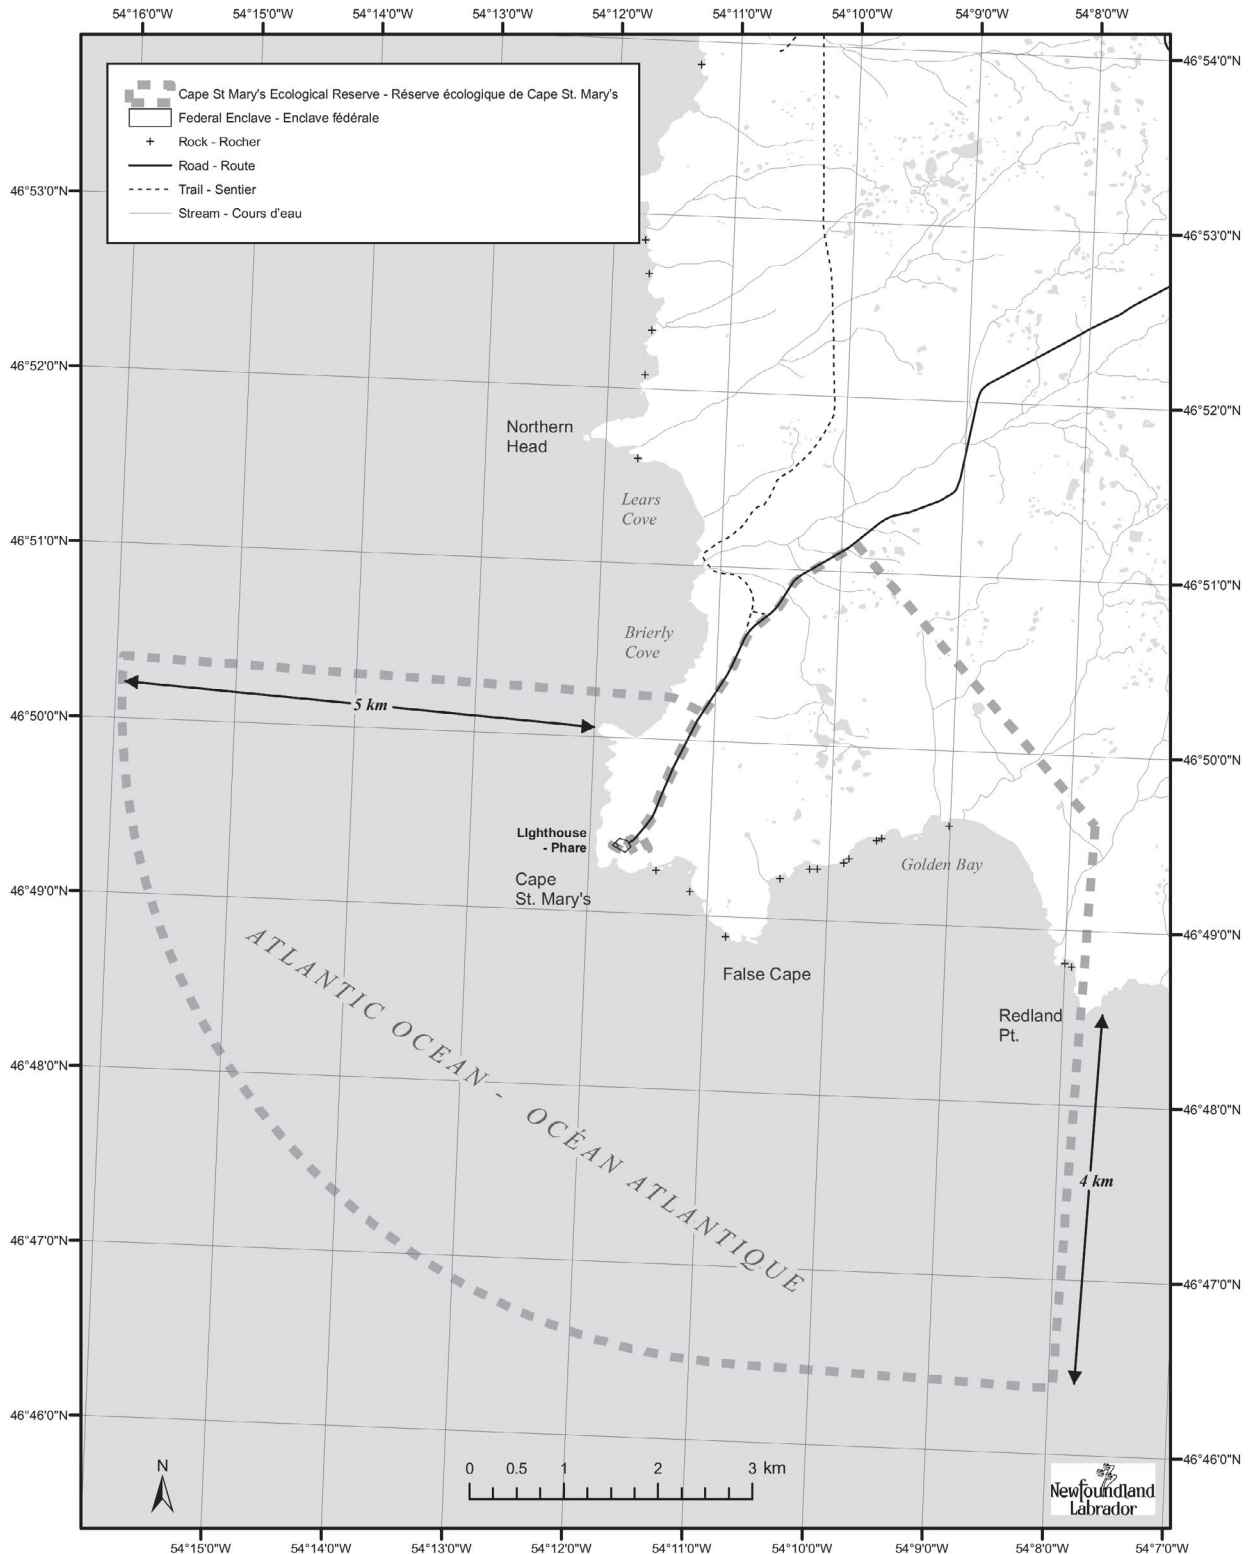 54°16'0"W 54°15'0"W 54°14'0"W 54°13'0"W 54°12'0"W 54°11'0"W 54°10'0"W 54°9'0"W 54°8'0"W
46°54'0"N
Cape St Mary's Ecological Reserve - Réserve écologique de Cape St. Mary's
Federal Enclave - Enclave fédérale
Rock - Rocher
Road - Route
Trail - Sentier
Stream - Cours d'eau
46°53'0"N
46°53'0"N
46°52'0"N
46°52'0"N
Northern
Head
Lears
Cove
46°51'0"N
46°51'0"N
Brierly
Cove
5 km
46°50'0"N
46°50'0"N
Lighthouse
- Phare
Golden Bay
Cape
St. Mary's
46°49'0"N
46°49'0"N
False Cape
Redland
Pt.
ATLANTIC OCEAN - OCÉAN ATLANTIQUE
46°48'0"N
46°48'0"N
4 km
46°47'0"N
46°47'0"N
46°46'0"N
46°46'0"N
N
0 0.5 1 2 3 km
Newfoundland
Labrador
54°15'0"W 54°14'0"W 54°13'0"W 54°12'0"W 54°11'0"W 54°10'0"W 54°9'0"W 54°8'0"W 54°7'0"W